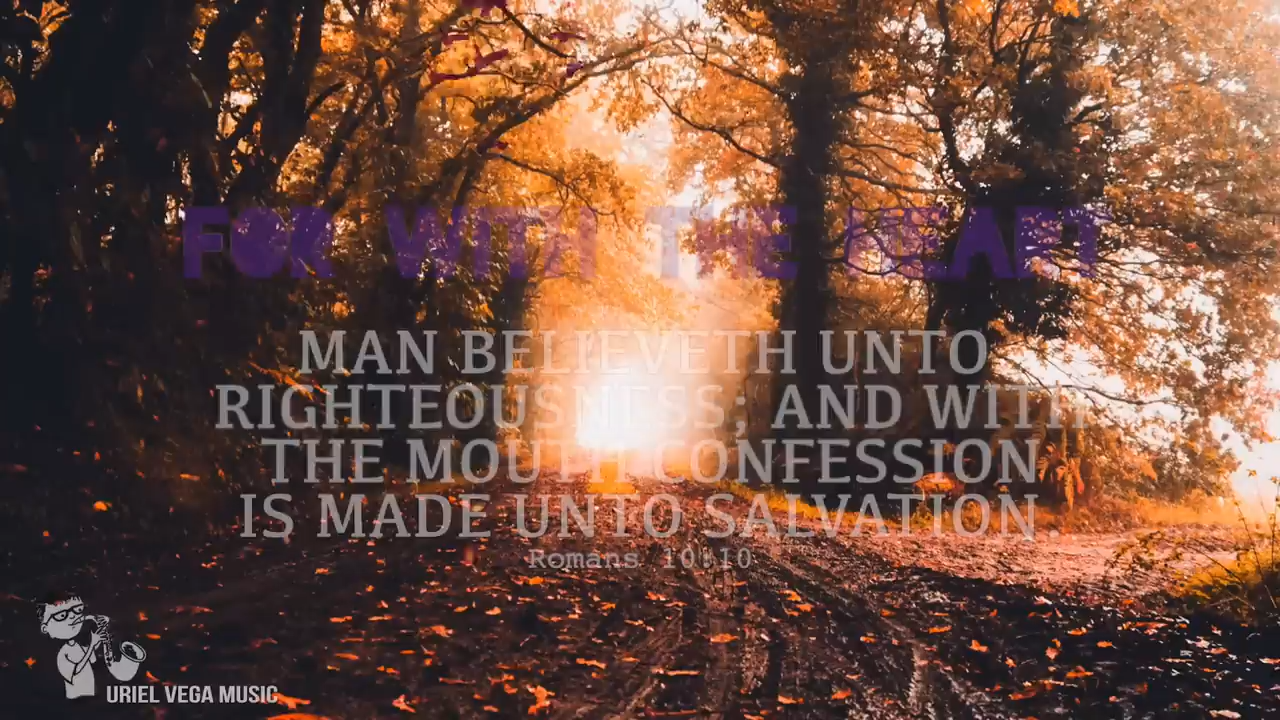 FOR WITH THE HEART
MAN BELIEVETH UNTO
RIGHTEOUSNESS; AND WITH
THE MOUTH CONFESSION
IS MADE UNTO SALVATION.
Romans 10:10
URIEL VEGA MUSIC